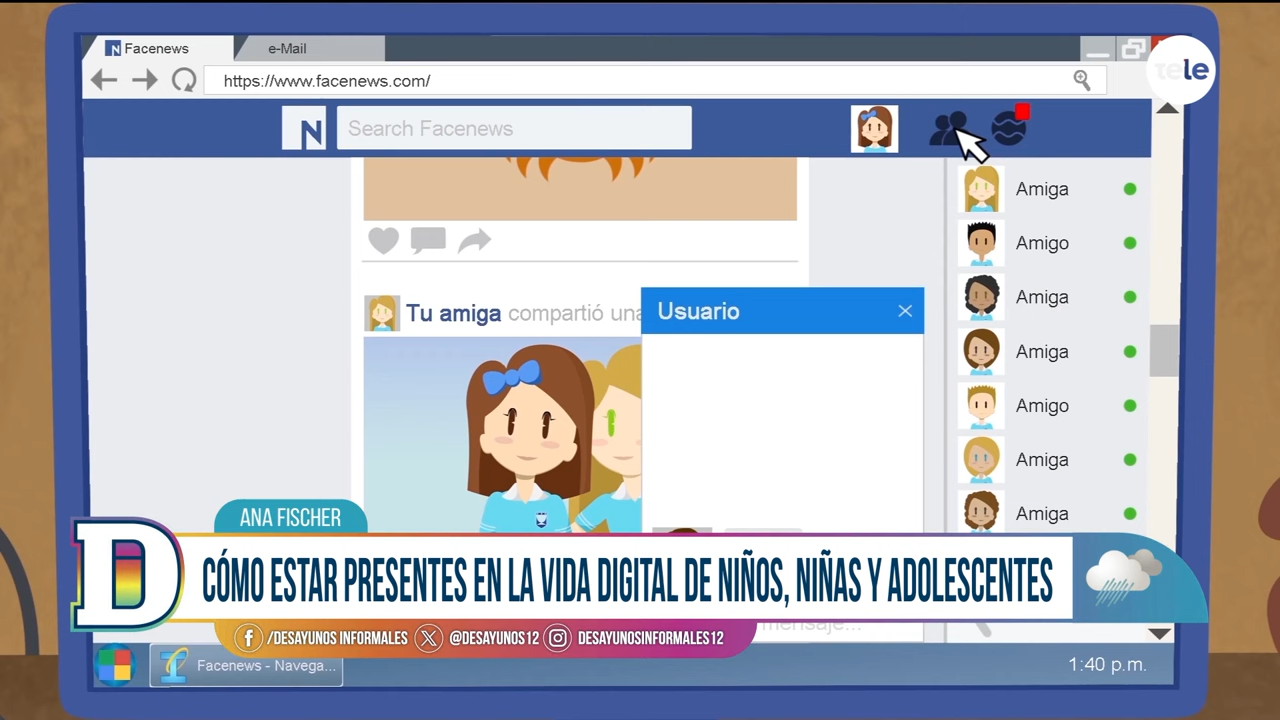 Facenews
e-Mail
https://www.facenews.com/
tele
N
Search Facenews
Amiga
Amigo
Amiga
Amiga
Amigo
Amiga
Amiga
Tu amiga compartió una
Usuario
ANA FISCHER
D
CÓMO ESTAR PRESENTES EN LA VIDA DIGITAL DE NIÑOS, NIÑAS Y ADOLESCENTES
/DESAYUNOS INFORMALES @DESAYUNOS12 DESAYUNOSINFORMALES12
mensaje...
Facenews - Navega...
1:40 p.m.